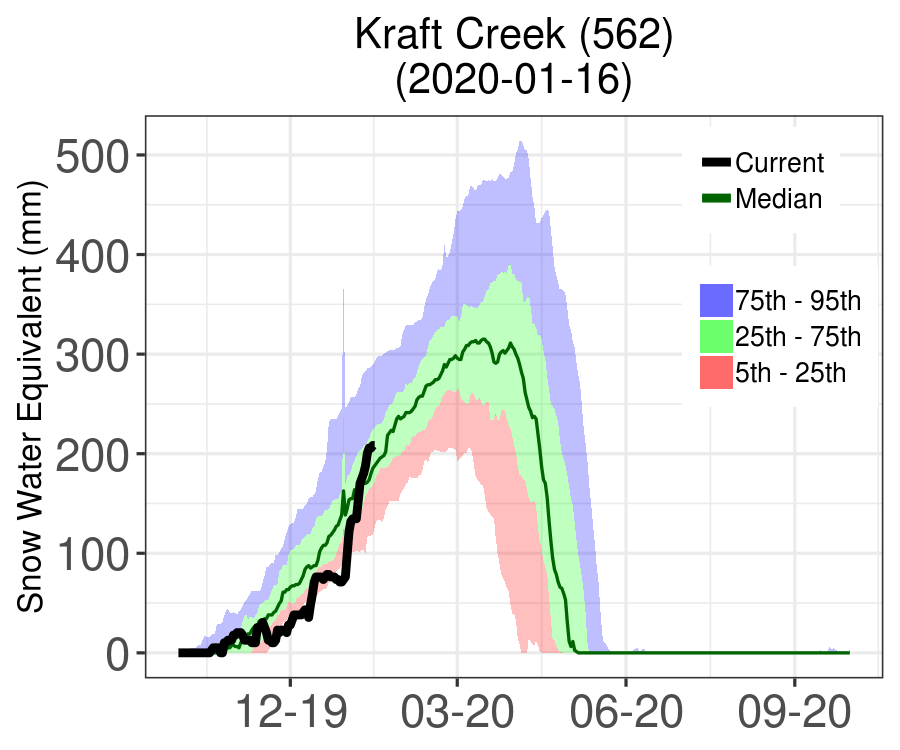 Kraft Creek (562)
(2020-01-16)
Snow Water Equivalent (mm)
500
400
300
200
100
0
12-19
03-20
06-20
09-20
Current
Median
75th - 95th
25th - 75th
5th - 25th